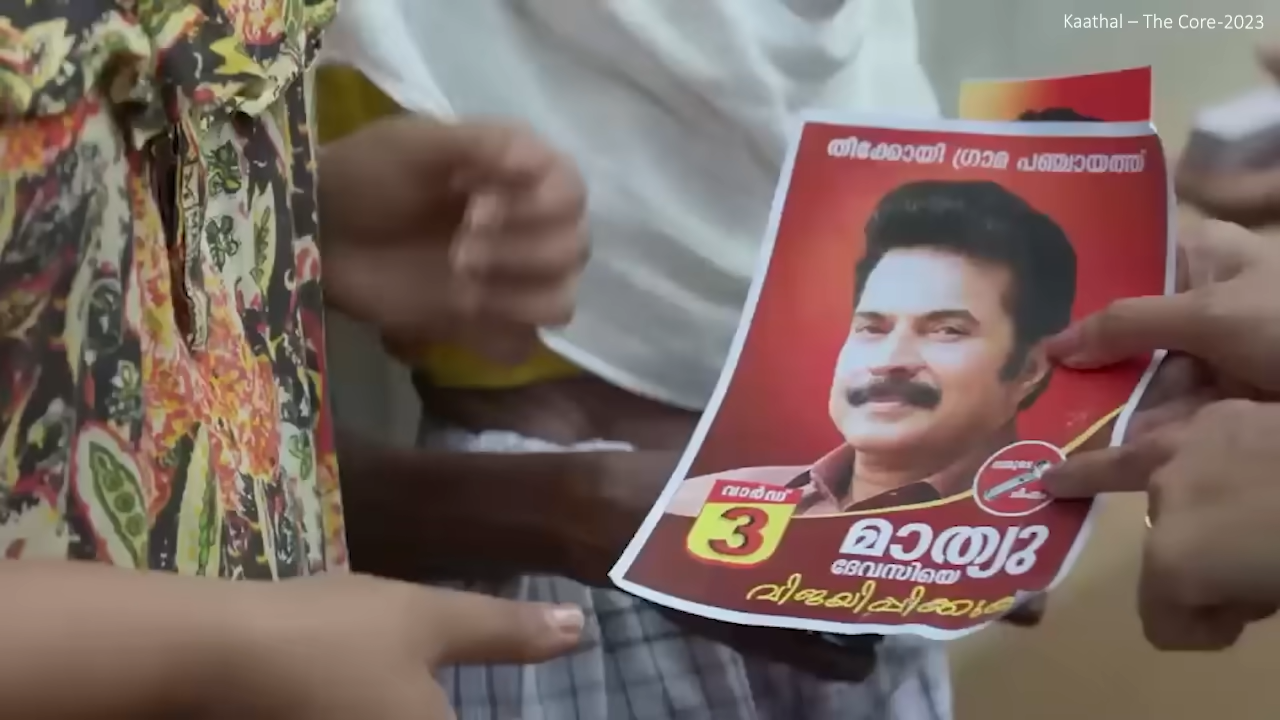 Kaathal – The Core-2023
തീക്കോയി ഗ്രാമ പഞ്ചായത്ത്
വാർഡ്
3
മാത്യു
ദേവസിയെ
വിജയിപ്പിക്കുക